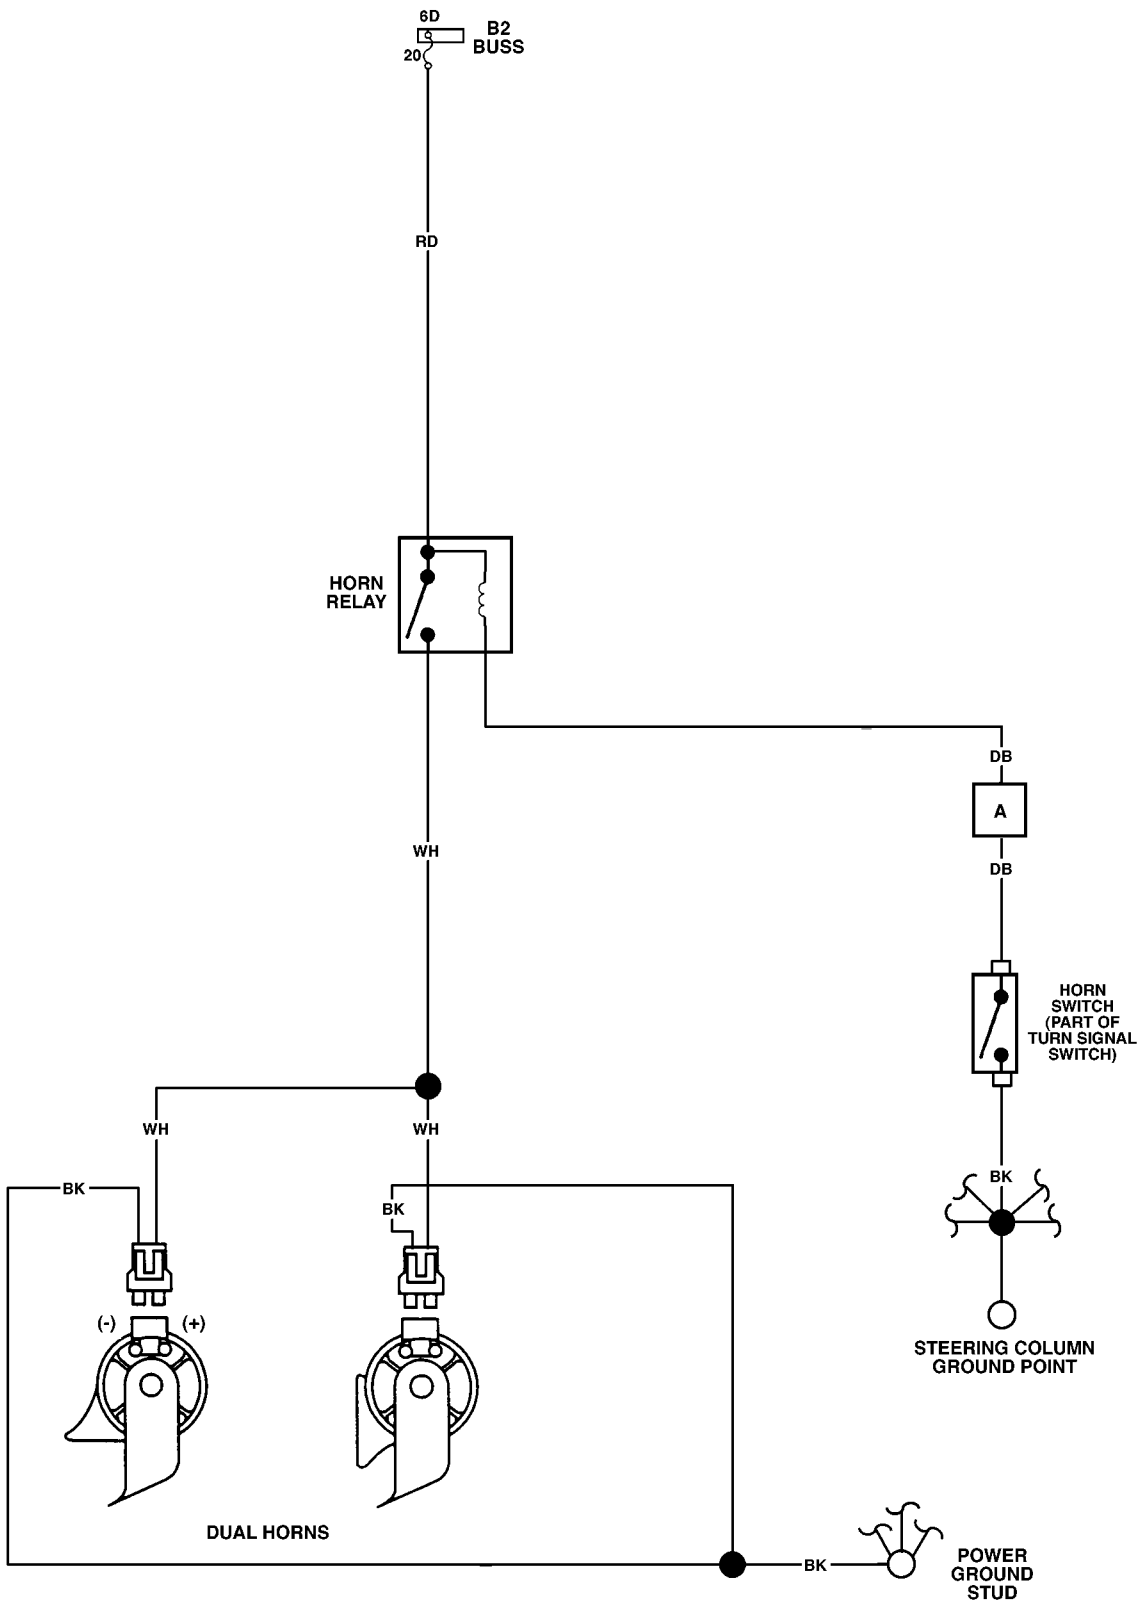 6D
B2
BUSS
20
RD
HORN
RELAY
DB
A
WH
DB
HORN
SWITCH
(PART OF
TURN SIGNAL
SWITCH)
WH
WH
BK
BK
BK
(-)
(+)
STEERING COLUMN
GROUND POINT
DUAL HORNS
BK
POWER
GROUND
STUD